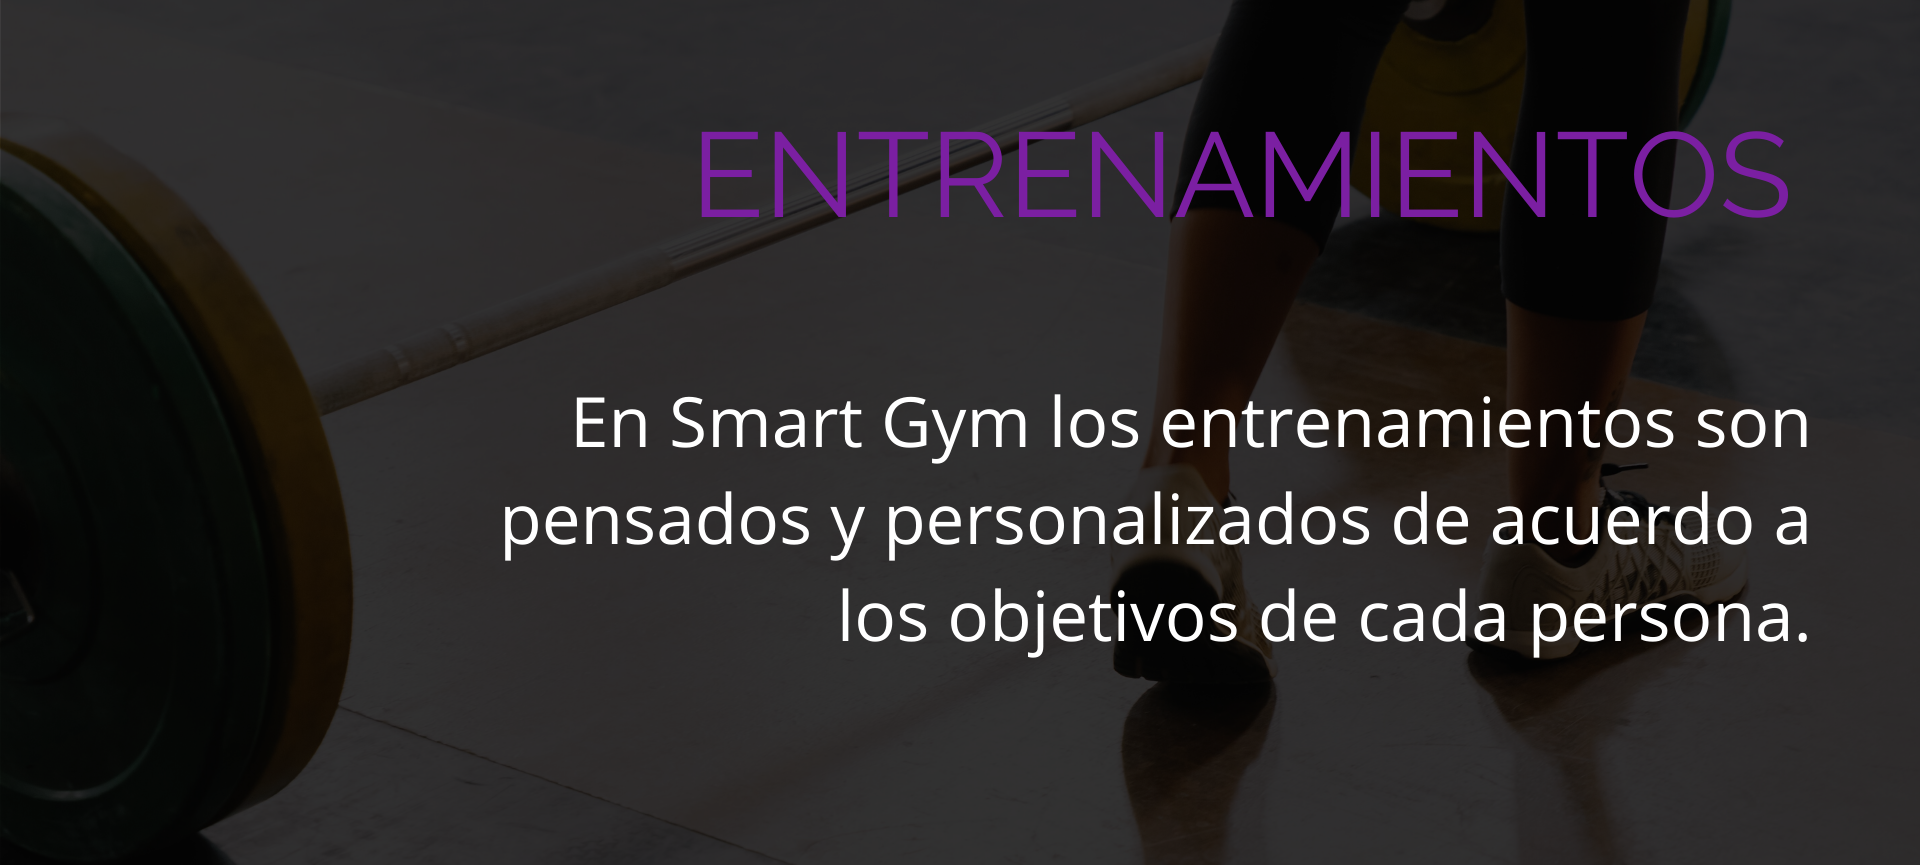 ENTRENAMIENTOS
En Smart Gym los entrenamientos son
pensados y personalizados de acuerdo a
los objetivos de cada persona.